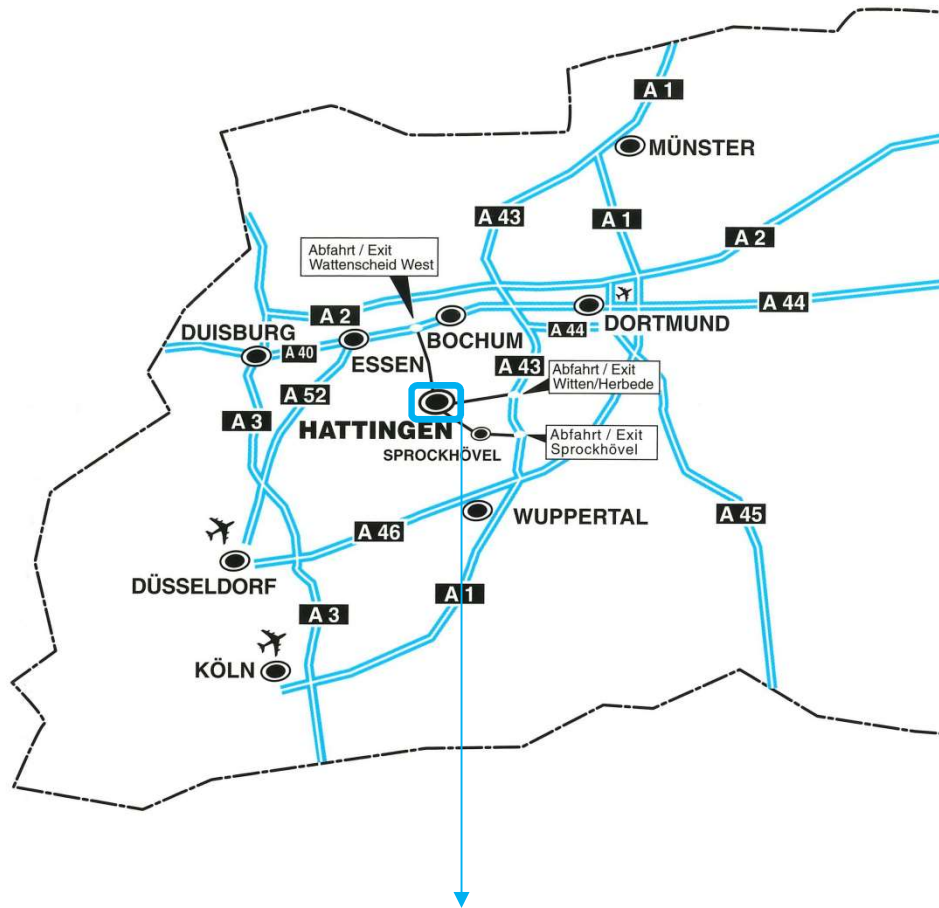 A 1
MÜNSTER
A 43
A 1
A 2
Abfahrt / Exit
Wattenscheid West
A 44
A 2
DUISBURG
BOCHUM
A 44
DORTMUND
A 40
ESSEN
A 43
Abfahrt / Exit
Witten/Herbede
A 52
A 3
HATTINGEN
SPROCKHÖVEL
Abfahrt / Exit
Sprockhövel
A 46
WUPPERTAL
A 45
DÜSSELDORF
A 1
A 3
KÖLN